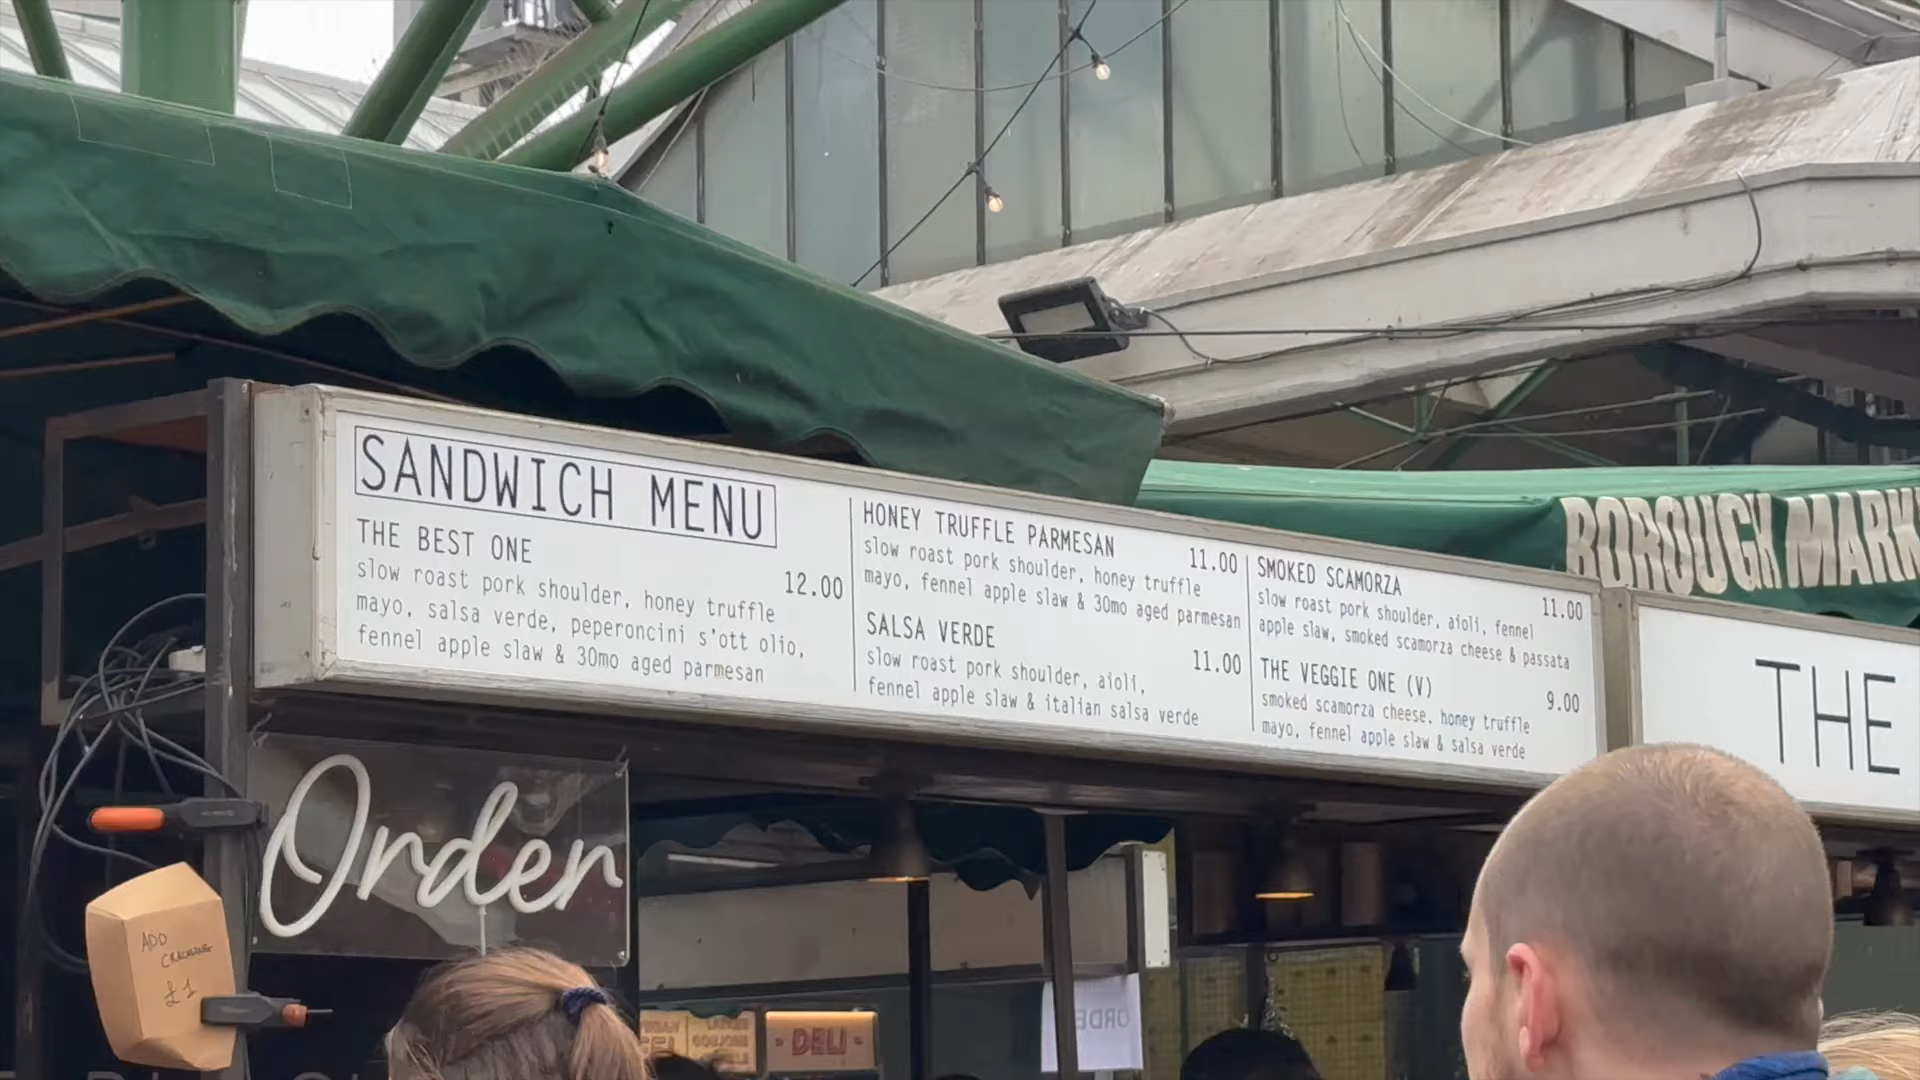 SANDWICH MENU
THE BEST ONE
12.00
slow roast pork shoulder, honey truffle
mayo, salsa verde, peperoncini s'ott olio,
fennel apple slaw & 30mo aged parmesan
HONEY TRUFFLE PARMESAN
11.00
slow roast pork shoulder, honey truffle
mayo, fennel apple slaw & 30mo aged parmesan
SALSA VERDE
11.00
slow roast pork shoulder, aioli,
fennel apple slaw & italian salsa verde
SMOKED SCAMORZA
11.00
slow roast pork shoulder, aioli, fennel
apple slaw, smoked scamorza cheese & passata
THE VEGGIE ONE (V)
9.00
smoked scamorza cheese, honey truffle
mayo, fennel apple slaw & salsa verde
BOROUGH MARK
THE
Order
ADD
CRACKLING
£1
DELI
ORDE